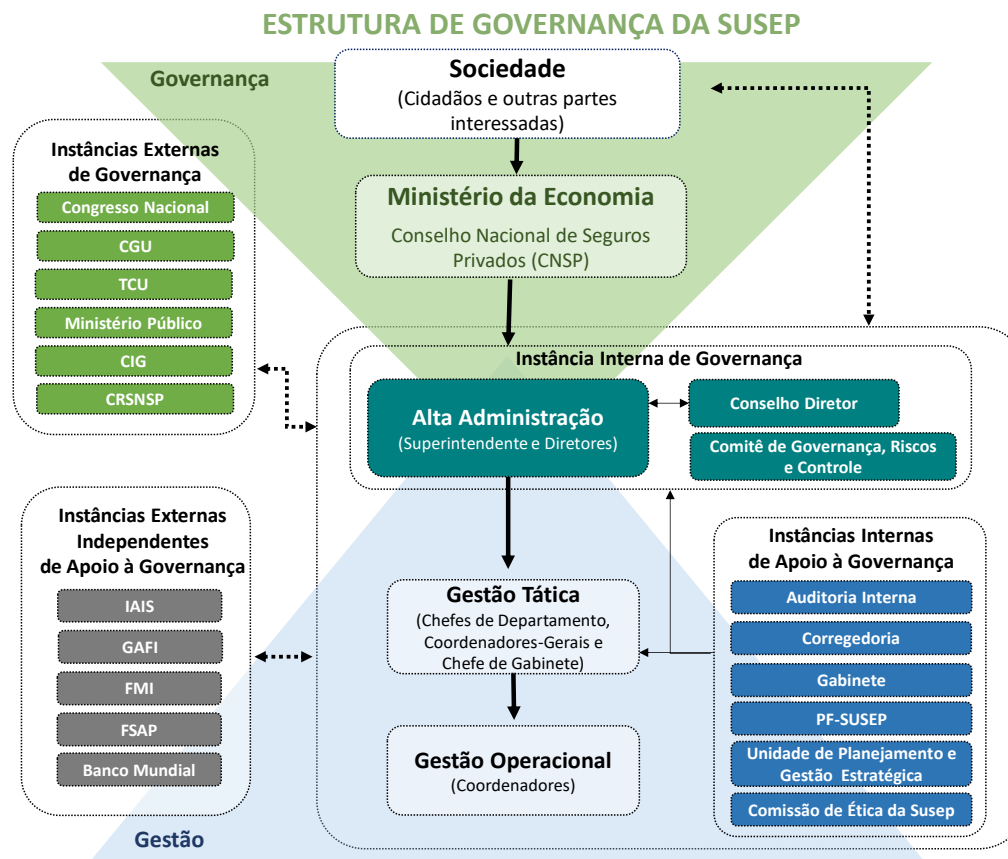 ESTRUTURA DE GOVERNANÇA DA SUSEP
Governança
Sociedade
(Cidadãos e outras partes
interessadas)
Ministério da Economia
Conselho Nacional de Seguros
Privados (CNSP)
Instâncias Externas
de Governança
Congresso Nacional
CGU
TCU
Ministério Público
CIG
CRSNSP
Instância Interna de Governança
Alta Administração
(Superintendente e Diretores)
Conselho Diretor
Comitê de Governança, Riscos
e Controle
Instâncias Externas
Independentes
de Apoio à Governança
IAIS
GAFI
FMI
FSAP
Banco Mundial
Gestão Tática
(Chefes de Departamento,
Coordenadores-Gerais e
Chefe de Gabinete)
Gestão Operacional
(Coordenadores)
Instâncias Internas
de Apoio à Governança
Auditoria Interna
Corregedoria
Gabinete
PF-SUSEP
Unidade de Planejamento e
Gestão Estratégica
Comissão de Ética da Susep
Gestão